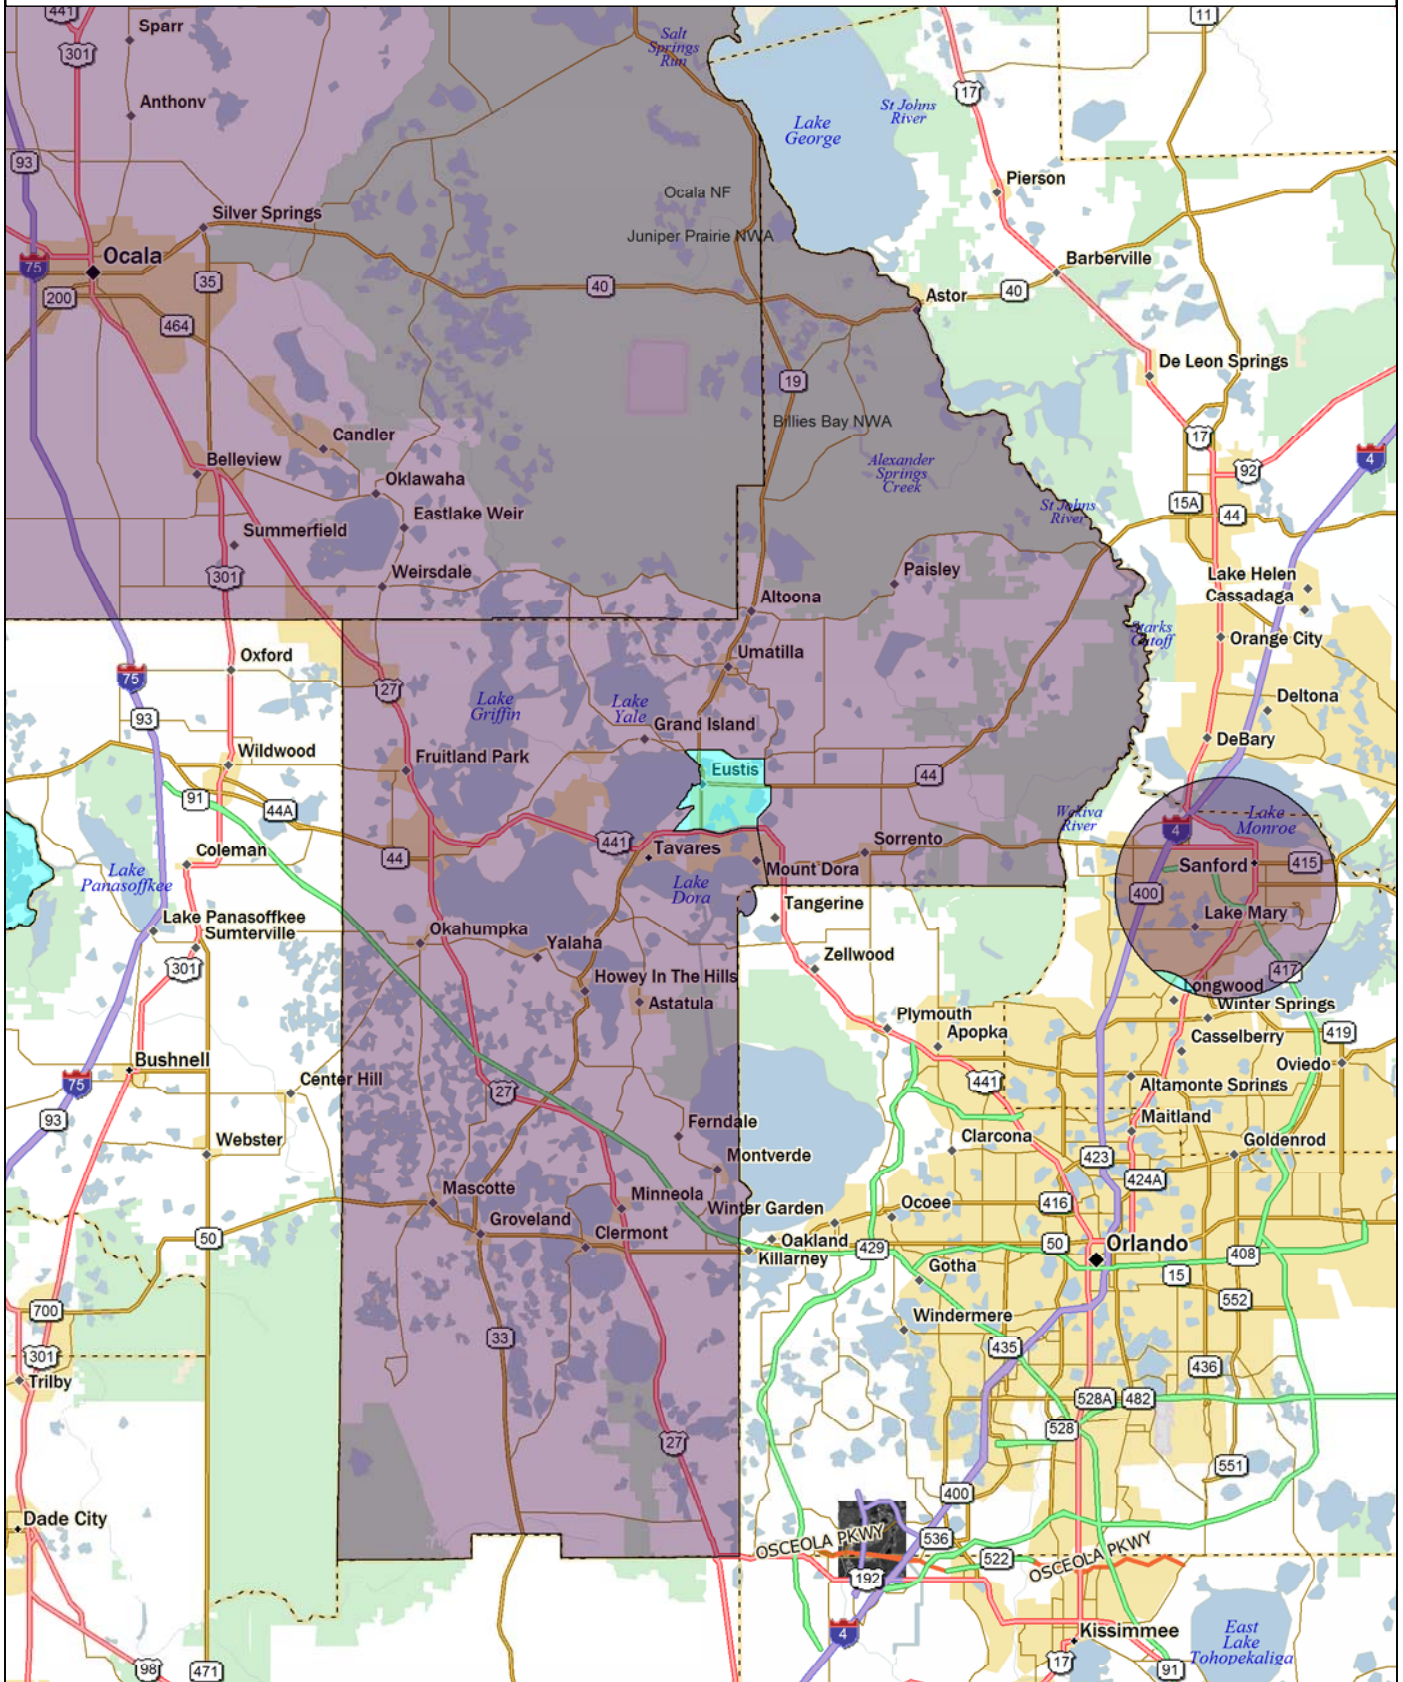 441
Sparr
Salt
Springs
Run
11
301
17
Anthony
St Johns
River
Lake
George
93
Pierson
Ocala NF
Silver Springs
Juniper Prairie NWA
Ocala
Barberville
75
35
40
Astor
40
200
464
De Leon Springs
19
Billies Bay NWA
Candler
17
Belleview
Alexander
Springs
Creek
92
4
Oklawaha
15A
St Johns
River
44
Eastlake Weir
Summerfield
301
Weirsdale
Paisley
Lake Helen
Cassadaga
Altoona
Starks
Cutoff
Orange City
Oxford
Umatilla
75
27
Lake
Griffin
Lake
Yale
Deltona
93
Grand Island
DeBary
Wildwood
Fruitland Park
Eustis
44
91
44A
Wekiva
River
4
Lake
Monroe
441
Sorrento
Coleman
44
Tavares
Sanford
415
Lake
Panasoffkee
Mount Dora
Lake
Dora
400
Tangerine
Lake Mary
Lake Panasoffkee
Sumterville
Okahumpka
Yalaha
Zellwood
301
Howey In The Hills
417
Longwood
Astatula
Winter Springs
Plymouth
Apopka
419
Casselberry
Bushnell
Oviedo
75
Center Hill
441
Altamonte Springs
27
93
Maitland
Ferndale
Webster
Clarcona
Goldenrod
Montverde
423
424A
Mascotte
Minneola
Winter Garden
Ocoee
416
Groveland
Clermont
50
Oakland
Killarney
429
50
Orlando
408
Gotha
15
700
552
Windermere
33
435
301
436
Trilby
528A
482
27
528
551
400
Dade City
OSCEOLA PKWY
536
522
OSCEOLA PKWY
192
4
Kissimmee
East
Lake
Tohopekaliga
98
471
17
91